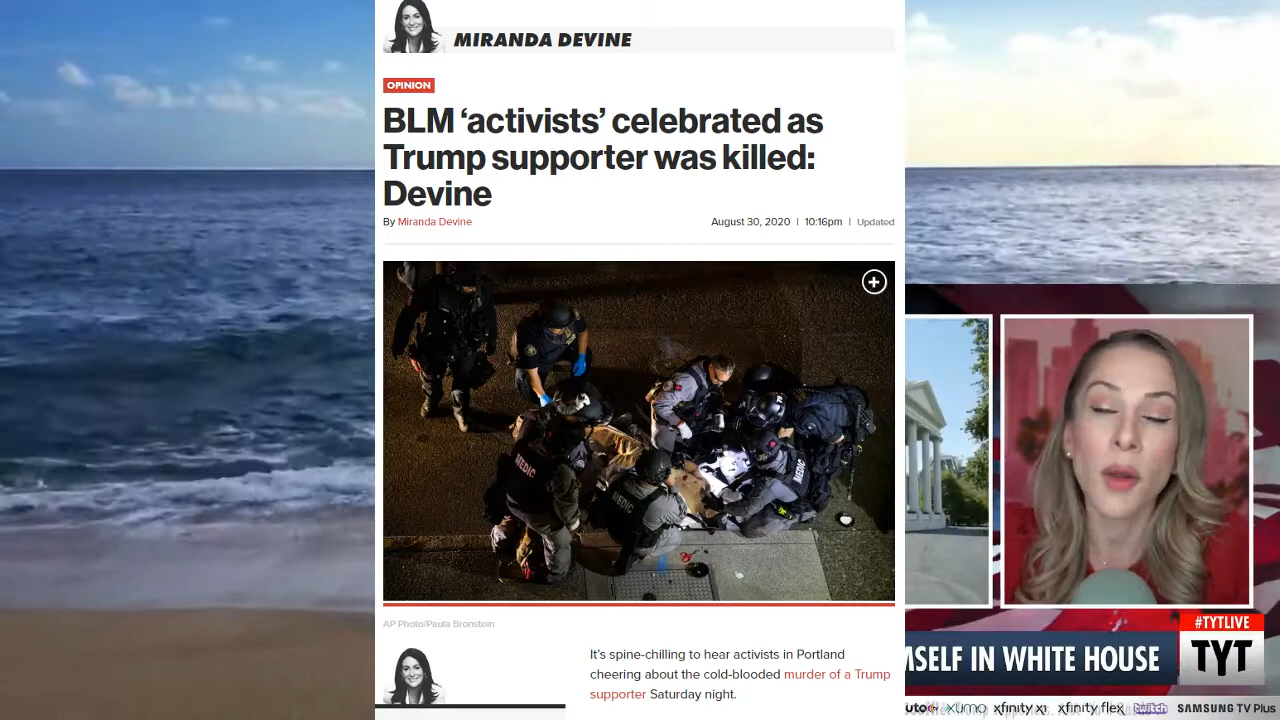 MIRANDA DEVINE
OPINION
BLM ‘activists’ celebrated as
Trump supporter was killed:
Devine
By Miranda Devine
August 30, 2020 | 10:16pm | Updated
MEDIC
MEDIC
MEDIC
AP Photo/Paula Bronstein
It's spine-chilling to hear activists in Portland
cheering about the cold-blooded murder of a Trump
supporter Saturday night.
#TYTLIVE
MSELF IN WHITE HOUSE
TYT
xumo xfinity x1 xfinity flex twitch SAMSUNG TV Plus